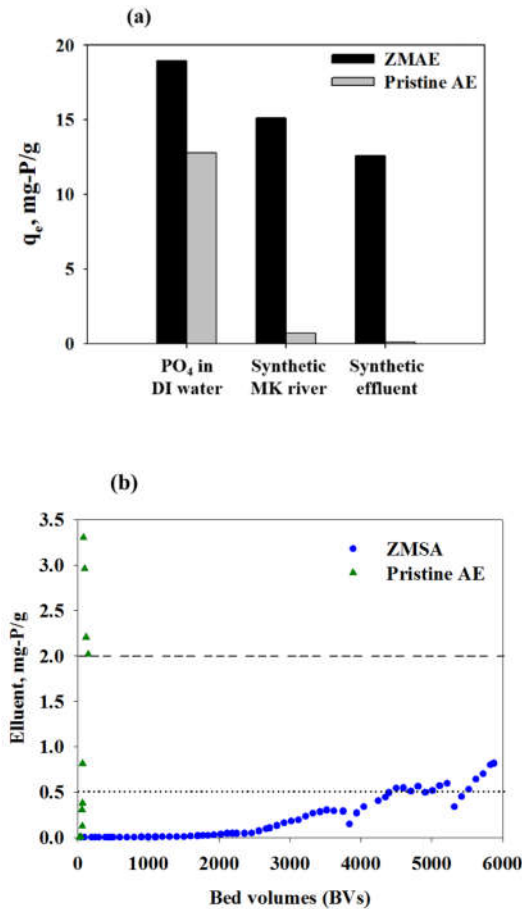 (a)
20
15
10
5
0
qe, mg-P/g
ZMAE
Pristine AE
PO4 in
DI water
Synthetic
MK river
Synthetic
effluent
(b)
3.5
3.0
2.5
2.0
1.5
1.0
0.5
0.0
Elluent, mg-P/g
ZMSA
Pristine AE
0 1000 2000 3000 4000 5000 6000
Bed volumes (BVs)